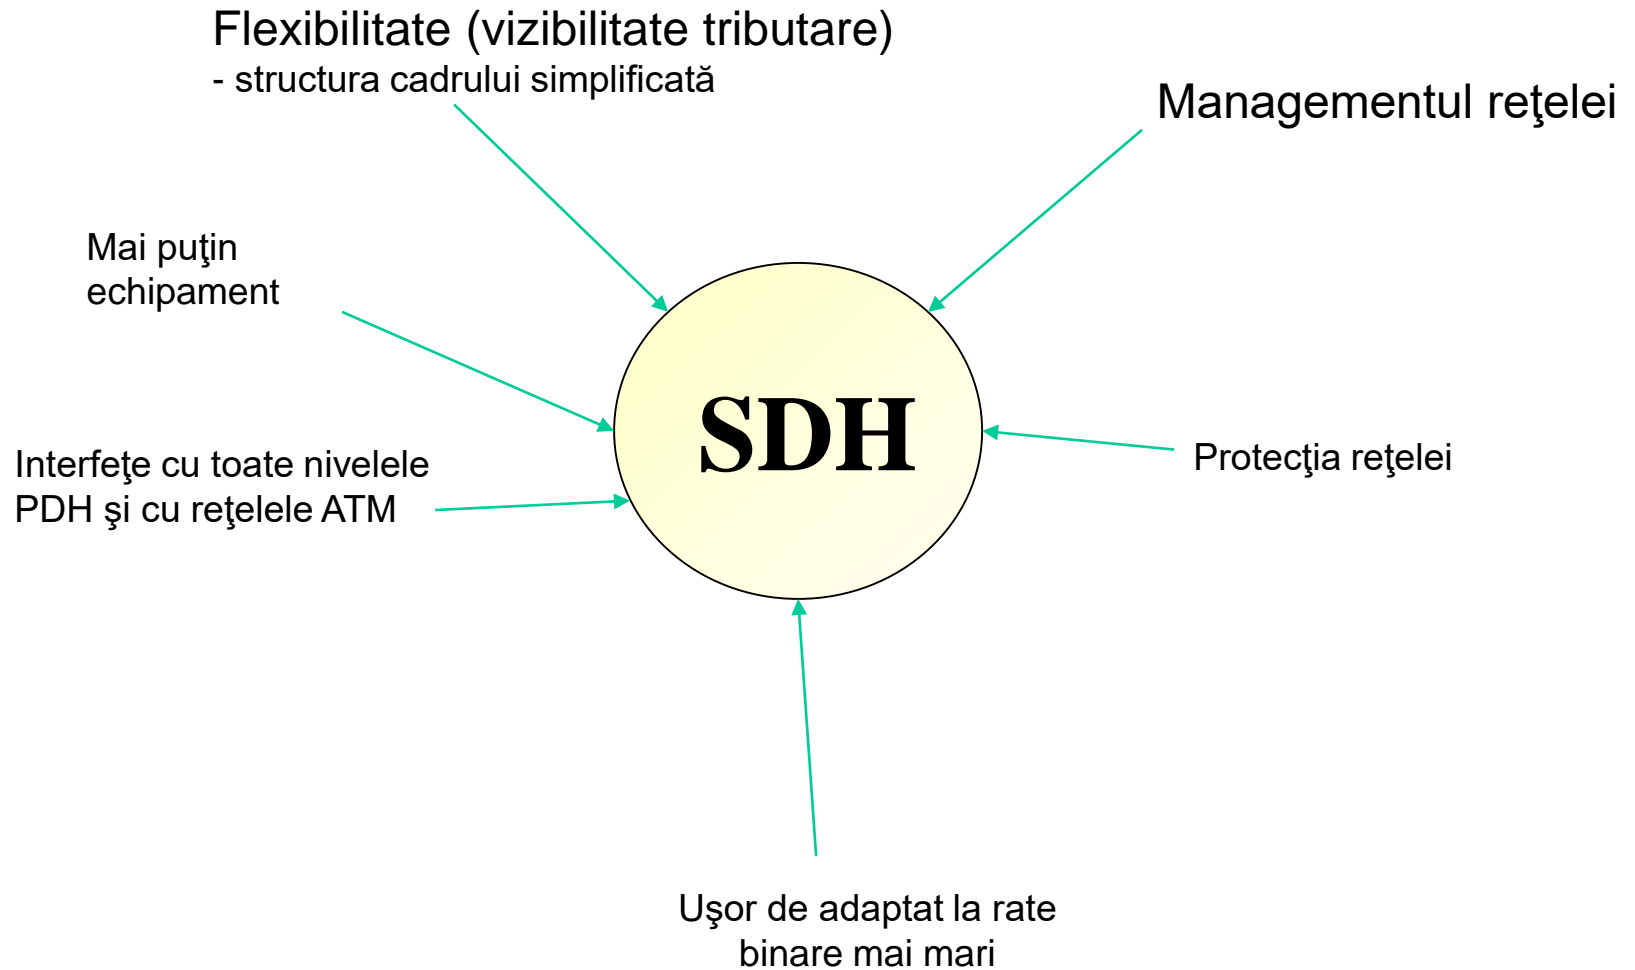 Flexibilitate (vizibilitate tributare)
- structura cadrului simplificată
Managementul reţelei
Mai puţin
echipament
SDH
Interfeţe cu toate nivelele
PDH şi cu reţelele ATM
Protecţia reţelei
Uşor de adaptat la rate
binare mai mari